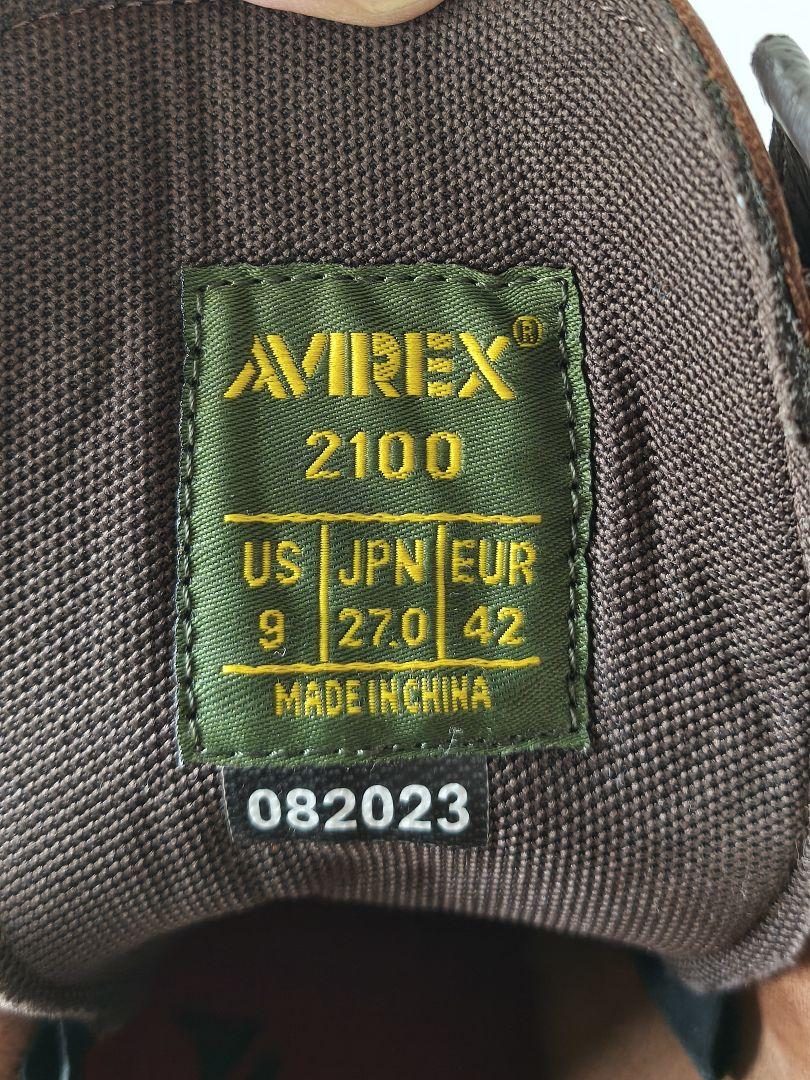 AVIREX®
2100
US JPN EUR
9 27.0 42
MADE IN CHINA
082023